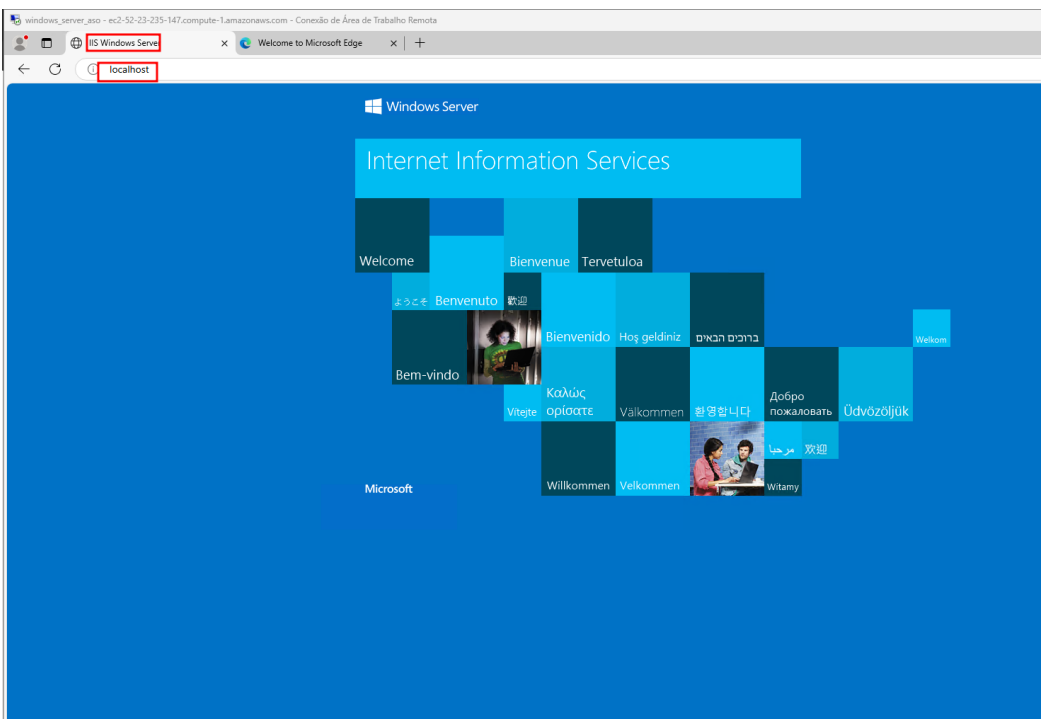 windows_server_aso - ec2-52-23-235-147.compute-1.amazonaws.com - Conexão de Área de Trabalho Remota
IIS Windows Server
Welcome to Microsoft Edge
localhost
Windows Server
Internet Information Services
Welcome
Bienvenue
Tervetuloa
ようこそ
Benvenuto
歡迎
Bienvenido
Hoş geldiniz
ברוכים הבאים
Welkom
Bem-vindo
Vítejte
Καλώς
ορίσατε
Välkommen
환영합니다
Добро
пожаловать
Üdvözöljük
مرحبا
欢迎
Microsoft
Willkommen
Velkommen
Witamy